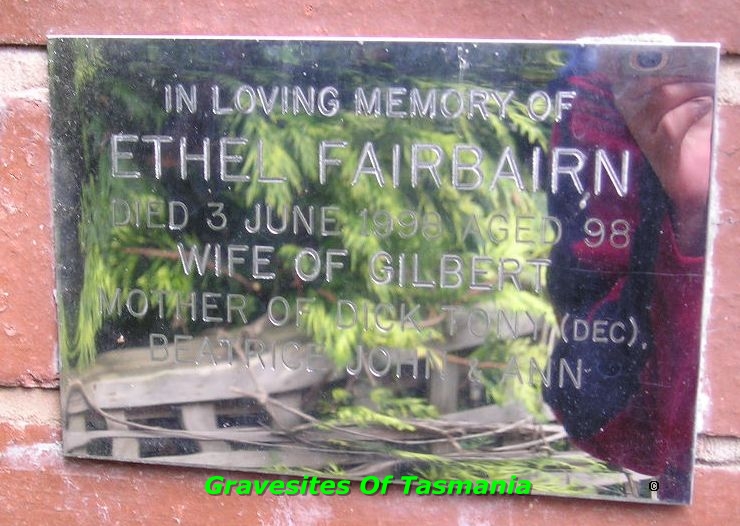 IN LOVING MEMORY OF
ETHEL FAIRBAIRN
DIED 3 JUNE 1998 AGED 98
WIFE OF GILBERT
MOTHER OF DICK TONY (DEC),
BEATRICE JOHN & ANN
Gravesites Of Tasmania ©